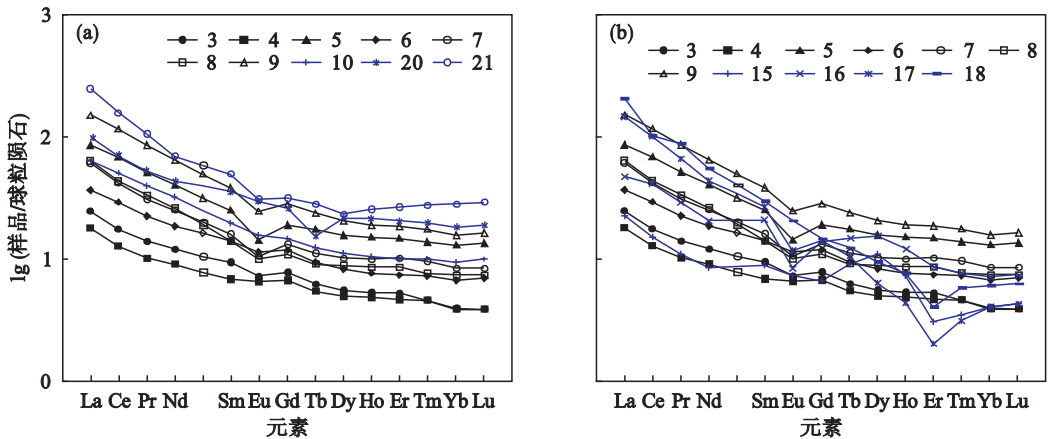 3
(a)
3 4 5 6 7
8 9 10 20 21
2
1
0
lg(样品/球粒陨石)
La Ce Pr Nd Sm Eu Gd Tb Dy Ho Er Tm Yb Lu
元素
(b)
3 4 5 6 7 8
9 15 16 17 18
La Ce Pr Nd Sm Eu Gd Tb Dy Ho Er Tm Yb Lu
元素